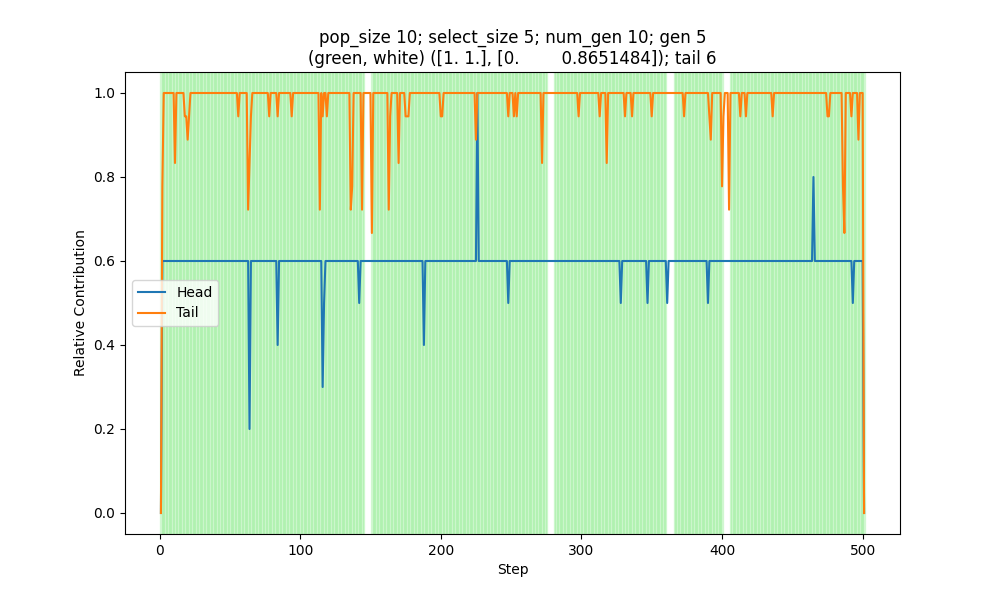 pop_size 10; select_size 5; num_gen 10; gen 5
(green, white) ([1. 1.], [0.         0.8651484]); tail 6
1.0
0.8
0.6
0.4
0.2
0.0
Relative Contribution
Head
Tail
0 100 200 300 400 500
Step